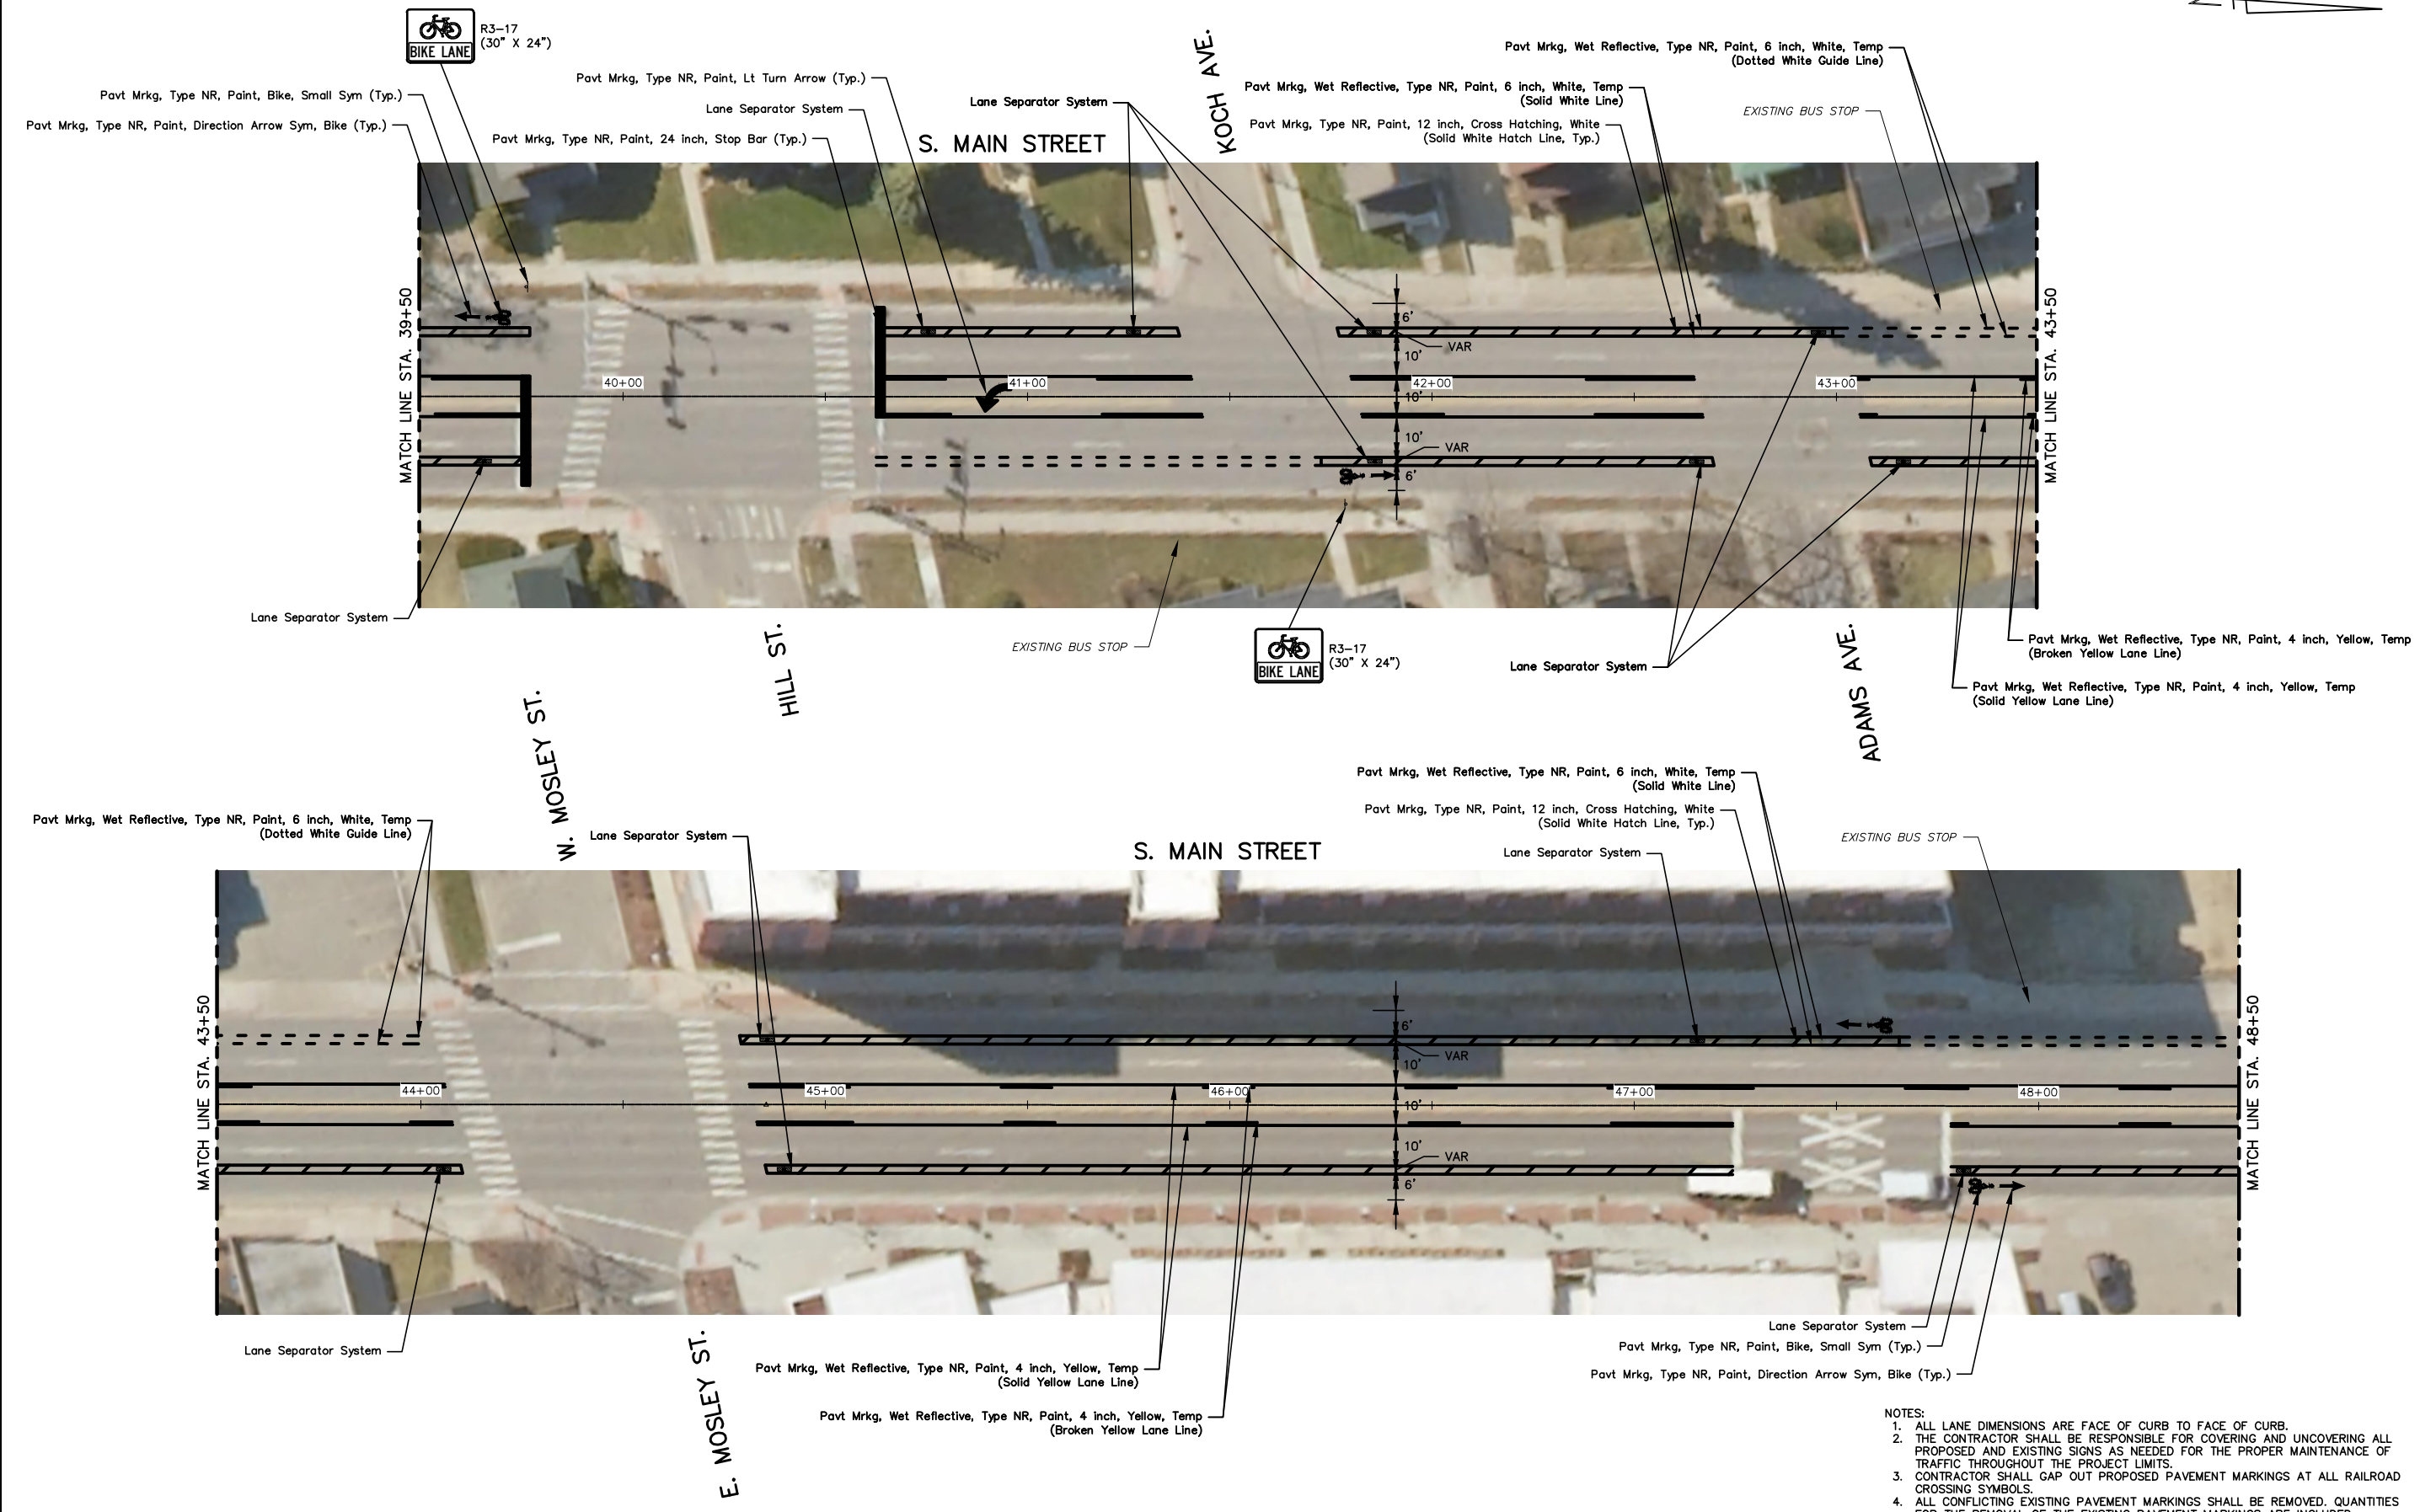 BIKE LANE
R3-17
(30" X 24")
Pavt Mrkg, Type NR, Paint, Bike, Small Sym (Typ.)
Pavt Mrkg, Type NR, Paint, Direction Arrow Sym, Bike (Typ.)
Pavt Mrkg, Type NR, Paint, Lt Turn Arrow (Typ.)
Lane Separator System
Pavt Mrkg, Type NR, Paint, 24 inch, Stop Bar (Typ.)
Lane Separator System
S. MAIN STREET
KOCH AVE.
Pavt Mrkg, Wet Reflective, Type NR, Paint, 6 inch, White, Temp
(Dotted White Guide Line)
Pavt Mrkg, Wet Reflective, Type NR, Paint, 6 inch, White, Temp
(Solid White Line)
Pavt Mrkg, Type NR, Paint, 12 inch, Cross Hatching, White
(Solid White Hatch Line, Typ.)
EXISTING BUS STOP
MATCH LINE STA. 39+50
40+00
41+00
42+00
43+00
6'
VAR
10'
10'
10'
VAR
6'
MATCH LINE STA. 43+50
Lane Separator System
HILL ST.
EXISTING BUS STOP
BIKE LANE
R3-17
(30" X 24")
Lane Separator System
ADAMS AVE.
Pavt Mrkg, Wet Reflective, Type NR, Paint, 4 inch, Yellow, Temp
(Broken Yellow Lane Line)
Pavt Mrkg, Wet Reflective, Type NR, Paint, 4 inch, Yellow, Temp
(Solid Yellow Lane Line)
Pavt Mrkg, Wet Reflective, Type NR, Paint, 6 inch, White, Temp
(Dotted White Guide Line)
W. MOSLEY ST.
Lane Separator System
S. MAIN STREET
Pavt Mrkg, Wet Reflective, Type NR, Paint, 6 inch, White, Temp
(Solid White Line)
Pavt Mrkg, Type NR, Paint, 12 inch, Cross Hatching, White
(Solid White Hatch Line, Typ.)
Lane Separator System
EXISTING BUS STOP
MATCH LINE STA. 43+50
44+00
45+00
46+00
47+00
48+00
6'
VAR
10'
10'
10'
VAR
6'
MATCH LINE STA. 48+50
Lane Separator System
E. MOSLEY ST.
Pavt Mrkg, Wet Reflective, Type NR, Paint, 4 inch, Yellow, Temp
(Solid Yellow Lane Line)
Pavt Mrkg, Wet Reflective, Type NR, Paint, 4 inch, Yellow, Temp
(Broken Yellow Lane Line)
Lane Separator System
Pavt Mrkg, Type NR, Paint, Bike, Small Sym (Typ.)
Pavt Mrkg, Type NR, Paint, Direction Arrow Sym, Bike (Typ.)
NOTES:
1. ALL LANE DIMENSIONS ARE FACE OF CURB TO FACE OF CURB.
2. THE CONTRACTOR SHALL BE RESPONSIBLE FOR COVERING AND UNCOVERING ALL
PROPOSED AND EXISTING SIGNS AS NEEDED FOR THE PROPER MAINTENANCE OF
TRAFFIC THROUGHOUT THE PROJECT LIMITS.
3. CONTRACTOR SHALL GAP OUT PROPOSED PAVEMENT MARKINGS AT ALL RAILROAD
CROSSING SYMBOLS.
4. ALL CONFLICTING EXISTING PAVEMENT MARKINGS SHALL BE REMOVED. QUANTITIES
FOR THE REMOVAL OF THE EXISTING PAVEMENT MARKINGS ARE INCLUDED